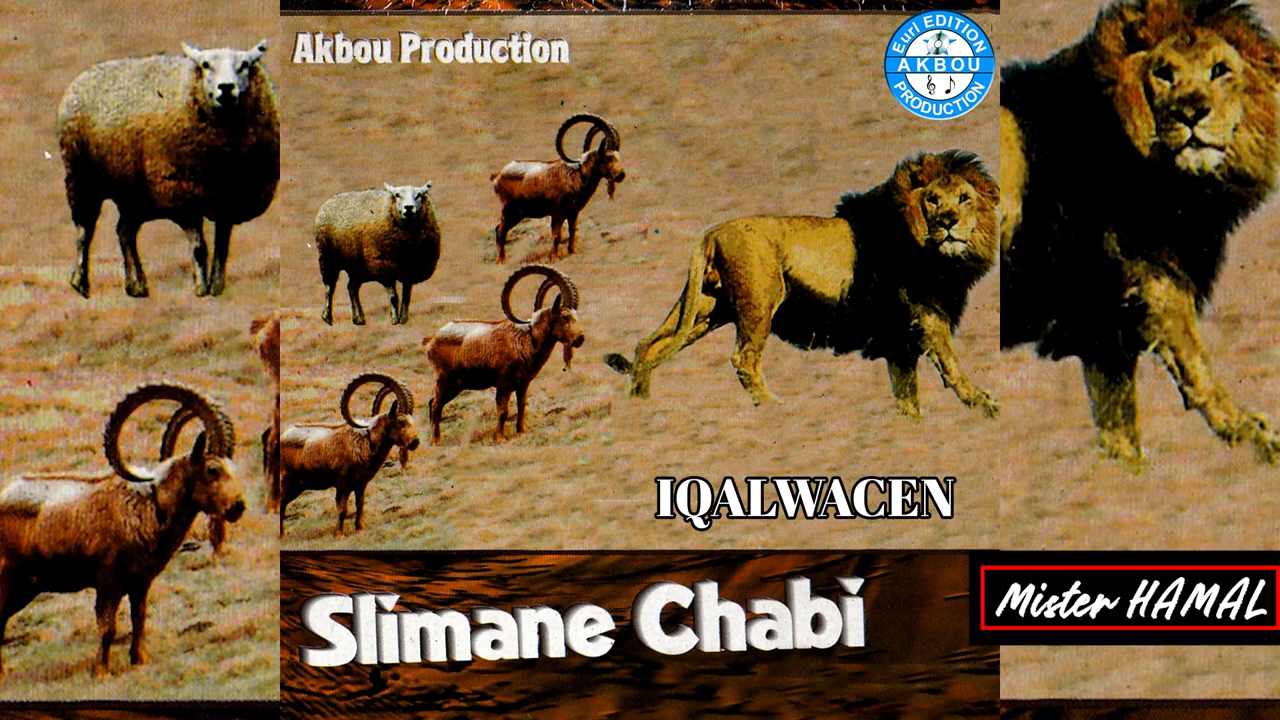 Akbou Production
Eurl EDITION
AKBOU
PRODUCTION
IQALWACEN
Slimane Chabi
Mister HAMAL